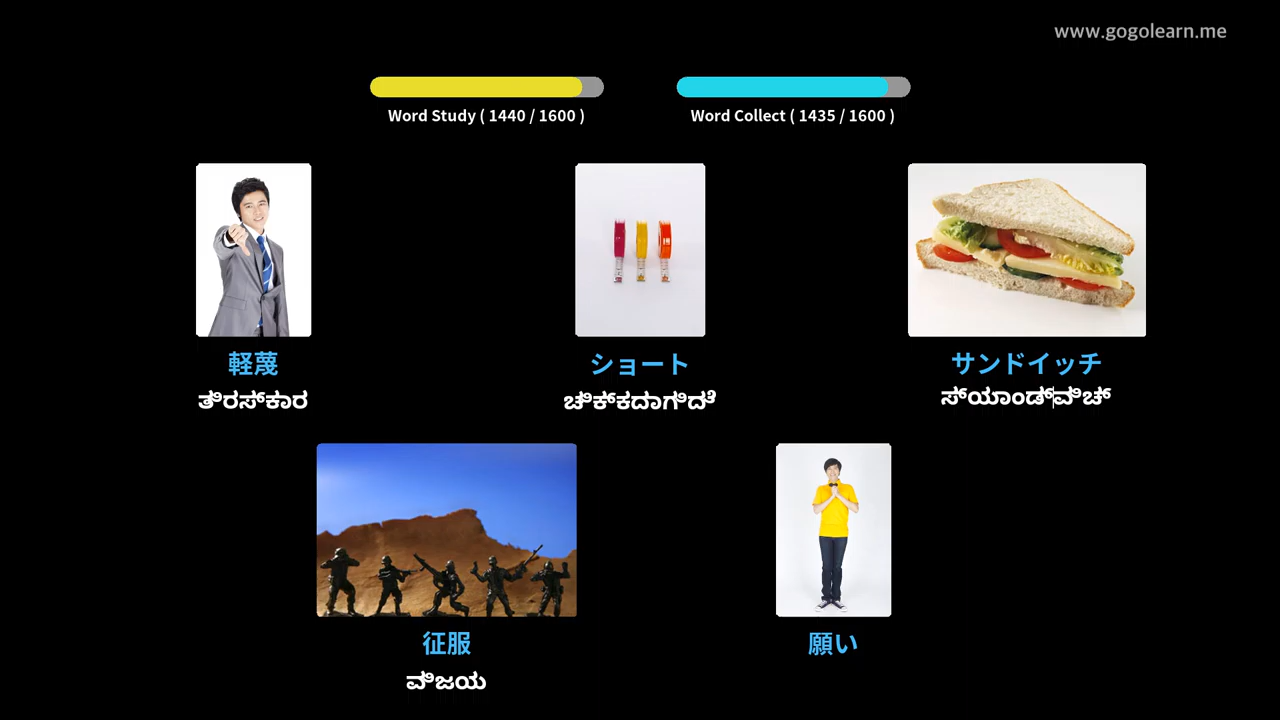 www.gogolearn.me
Word Study ( 1440 / 1600 )
Word Collect ( 1435 / 1600 )
軽蔑
ショート
サンドイッチ
ತಿರಸ್ಕಾರ
ಚಿಕ್ಕದಾಗಿದೆ
ಸ್ಯಾಂಡ್‌ವಿಚ್
征服
願い
ವಿಜಯ